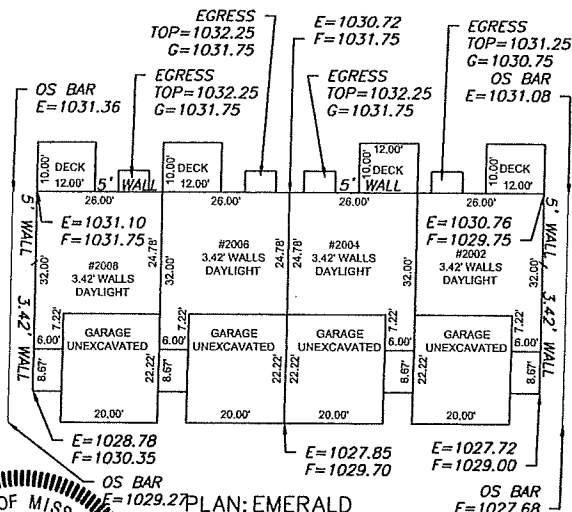 EGRESS
TOP=1032.25
G=1031.75
E=1030.72
F=1031.75
EGRESS
TOP=1031.25
G=1030.75
OS BAR
E=1031.36
EGRESS
TOP=1032.25
G=1031.75
EGRESS
TOP=1032.25
G=1031.75
OS BAR
E=1031.08
10.00'
DECK
12.00'
5' WALL
10.00'
DECK
12.00'
12.00'
10.00'
DECK
5' WALL
10.00'
DECK
12.00'
26.00'
26.00'
26.00'
26.00'
5' WALL
E=1031.10
F=1031.75
E=1030.76
F=1029.75
5' WALL
#2008
3.42' WALLS
DAYLIGHT
#2006
3.42' WALLS
DAYLIGHT
#2004
3.42' WALLS
DAYLIGHT
#2002
3.42' WALLS
DAYLIGHT
32.00'
24.78'
24.78'
24.78'
32.00'
32.00'
32.00'
3.42' WALL
3.42' WALL
7.22'
7.22'
7.22'
7.22'
GARAGE
UNEXCAVATED
GARAGE
UNEXCAVATED
GARAGE
UNEXCAVATED
GARAGE
UNEXCAVATED
6.00'
6.00'
6.00'
6.00'
8.67'
22.22'
8.67'
22.22'
22.22'
8.67'
22.22'
8.67'
20.00'
20.00'
20.00'
20.00'
E=1028.78
F=1030.35
E=1027.85
F=1029.70
E=1027.72
F=1029.00
OS BAR
E=1029.27
OS BAR
E=1027.68
OF MISS
PLAN: EMERALD